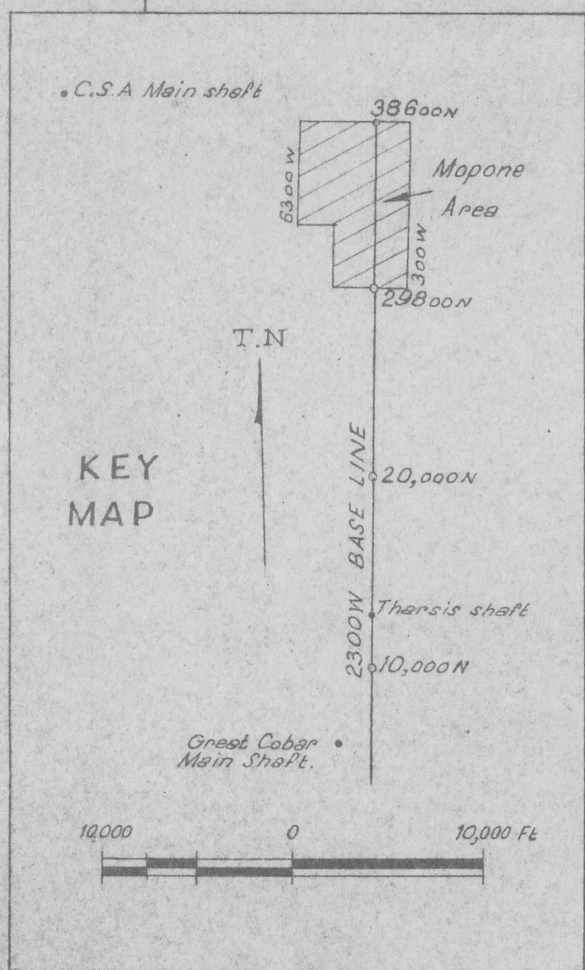 C.S.A Main shaft
38600N
6300W
Mopone
Area
300W
29800N
T.N
KEY
MAP
2300W BASE LINE
20,000N
Tharsis shaft
10,000N
Great Cobar
Main Shaft.
10,000 0 10,000 Ft